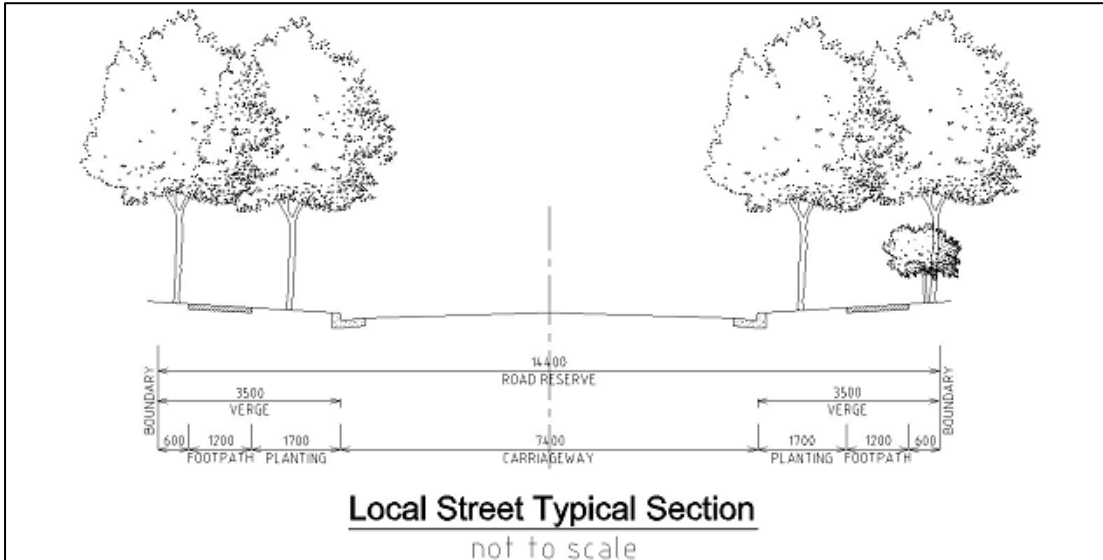 14400
ROAD RESERVE
BOUNDARY
3500
VERGE
3500
VERGE
BOUNDARY
600 1200 1700 7400 1700 1200 600
FOOTPATH PLANTING CARRIAGEWAY PLANTING FOOTPATH
Local Street Typical Section
not to scale